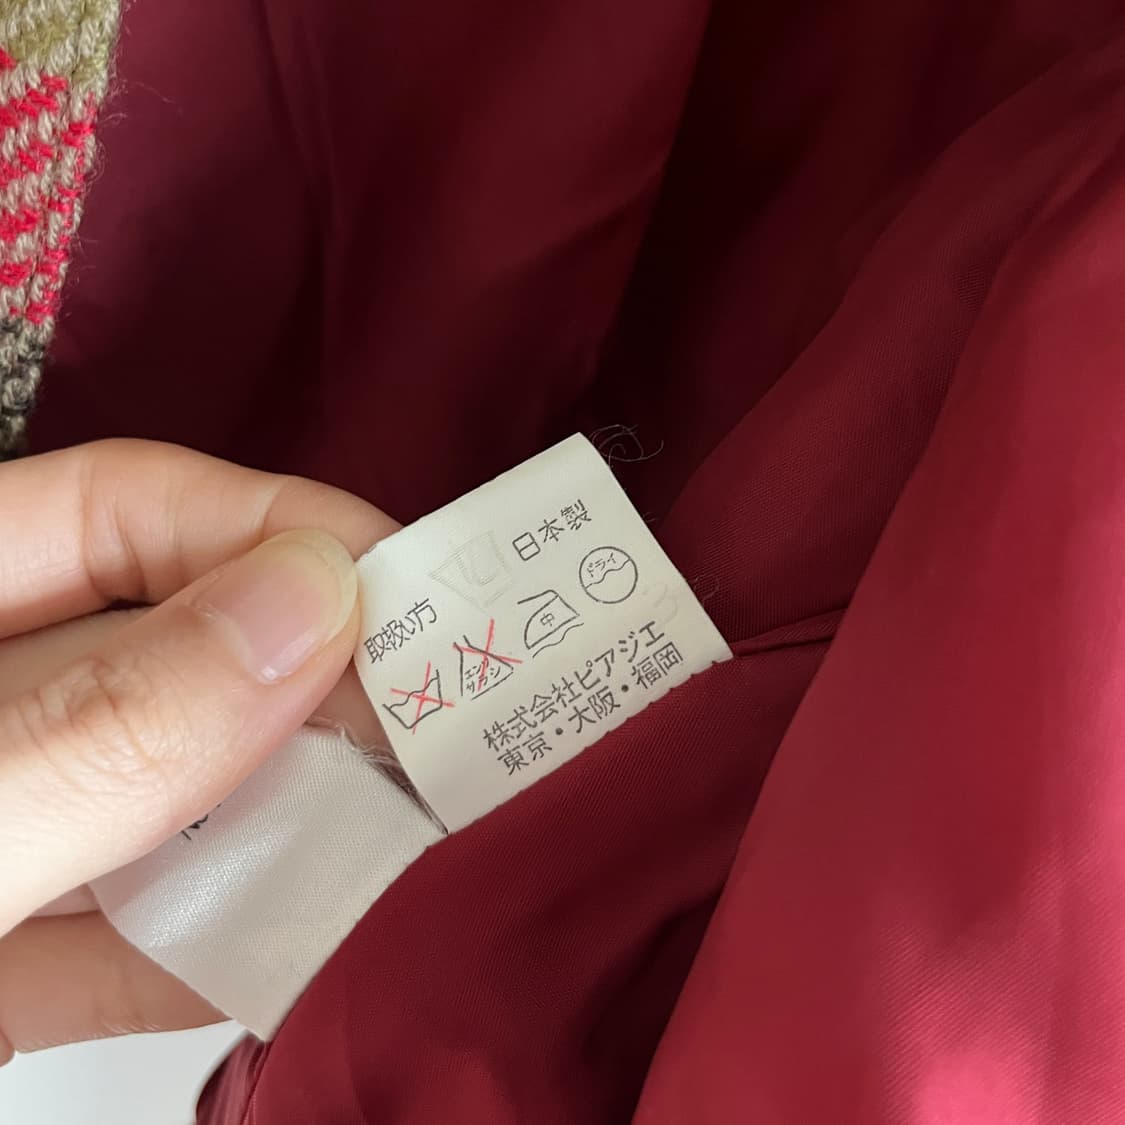 日本製
取扱い方
エンソ
サラシ
中
ドライ
株式会社ピアジエ
東京・大阪・福岡